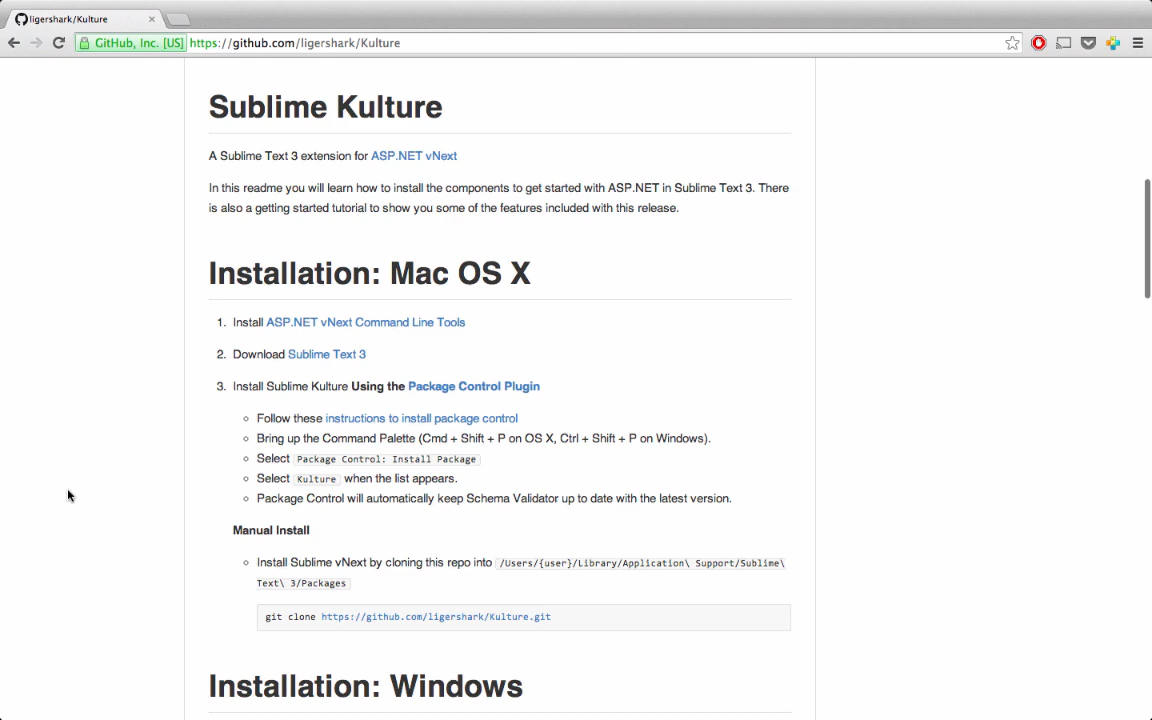 ligershark/Kulture
GitHub, Inc. [US] https://github.com/ligershark/Kulture
Sublime Kulture
A Sublime Text 3 extension for ASP.NET vNext
In this readme you will learn how to install the components to get started with ASP.NET in Sublime Text 3. There
is also a getting started tutorial to show you some of the features included with this release.
Installation: Mac OS X
1. Install ASP.NET vNext Command Line Tools
2. Download Sublime Text 3
3. Install Sublime Kulture Using the Package Control Plugin
Follow these instructions to install package control
Bring up the Command Palette (Cmd + Shift + P on OS X, Ctrl + Shift + P on Windows).
Select Package Control: Install Package
Select Kulture when the list appears.
Package Control will automatically keep Schema Validator up to date with the latest version.
Manual Install
Install Sublime vNext by cloning this repo into /Users/{user}/Library/Application\ Support/Sublime\
Text\ 3/Packages
git clone https://github.com/ligershark/Kulture.git
Installation: Windows